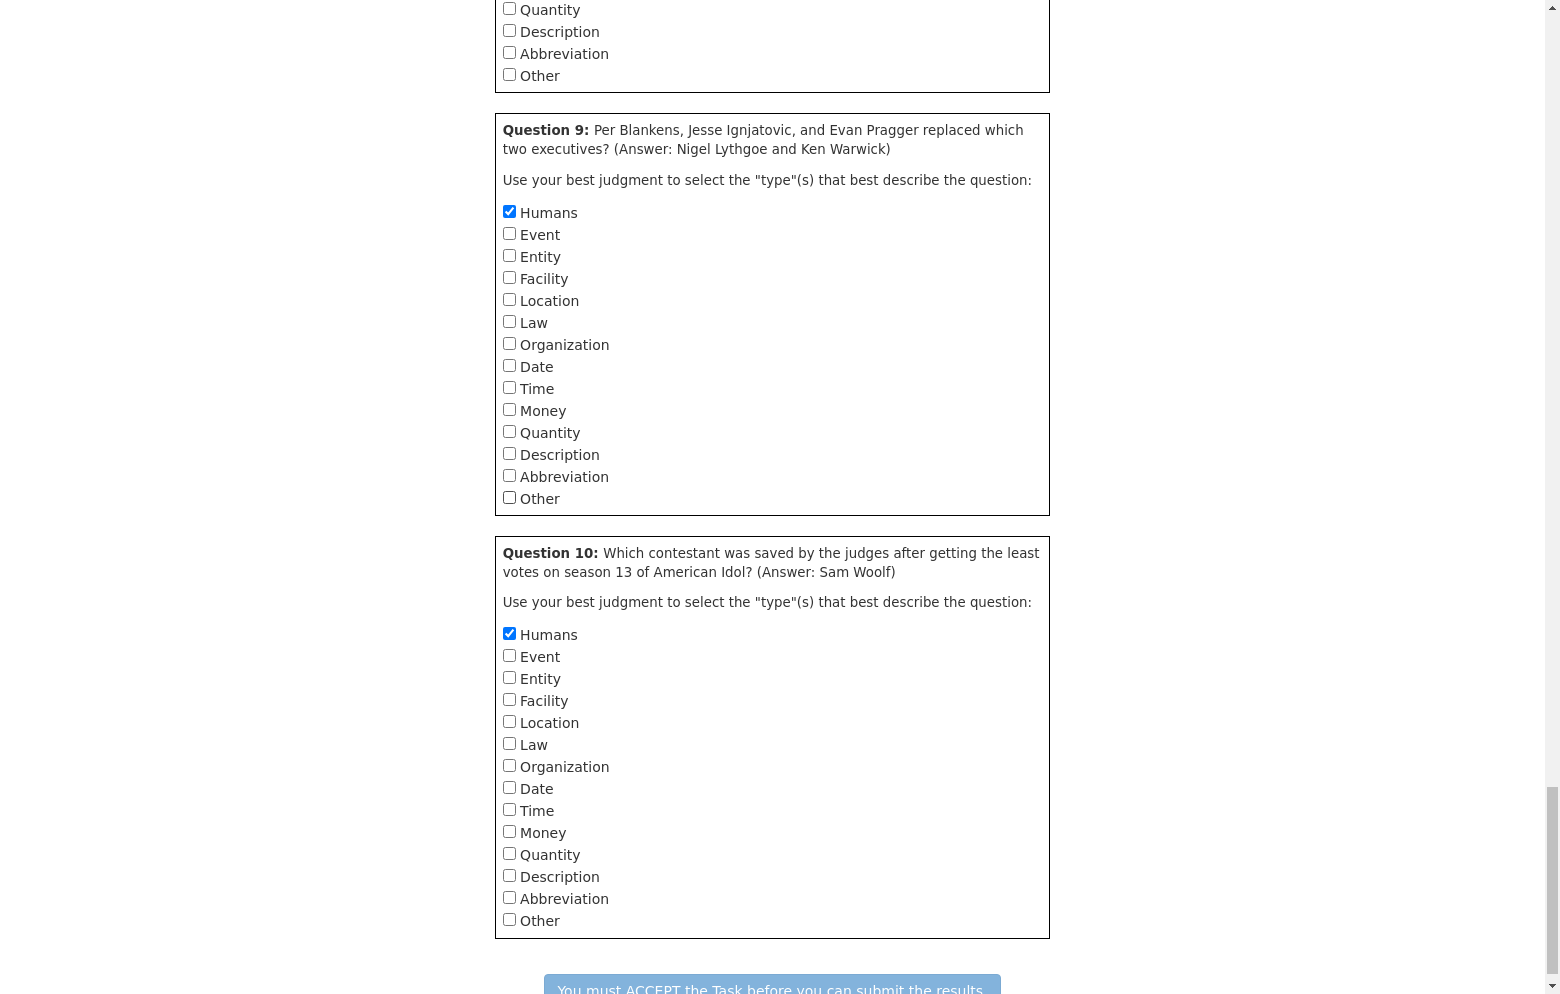 Quantity
Description
Abbreviation
Other
Question 9: Per Blankens, Jesse Ignjatovic, and Evan Pragger replaced which
two executives? (Answer: Nigel Lythgoe and Ken Warwick)
Use your best judgment to select the "type"(s) that best describe the question:
Humans
Event
Entity
Facility
Location
Law
Organization
Date
Time
Money
Quantity
Description
Abbreviation
Other
Question 10: Which contestant was saved by the judges after getting the least
votes on season 13 of American Idol? (Answer: Sam Woolf)
Use your best judgment to select the "type"(s) that best describe the question:
Humans
Event
Entity
Facility
Location
Law
Organization
Date
Time
Money
Quantity
Description
Abbreviation
Other
You must ACCEPT the Task before you can submit the results.